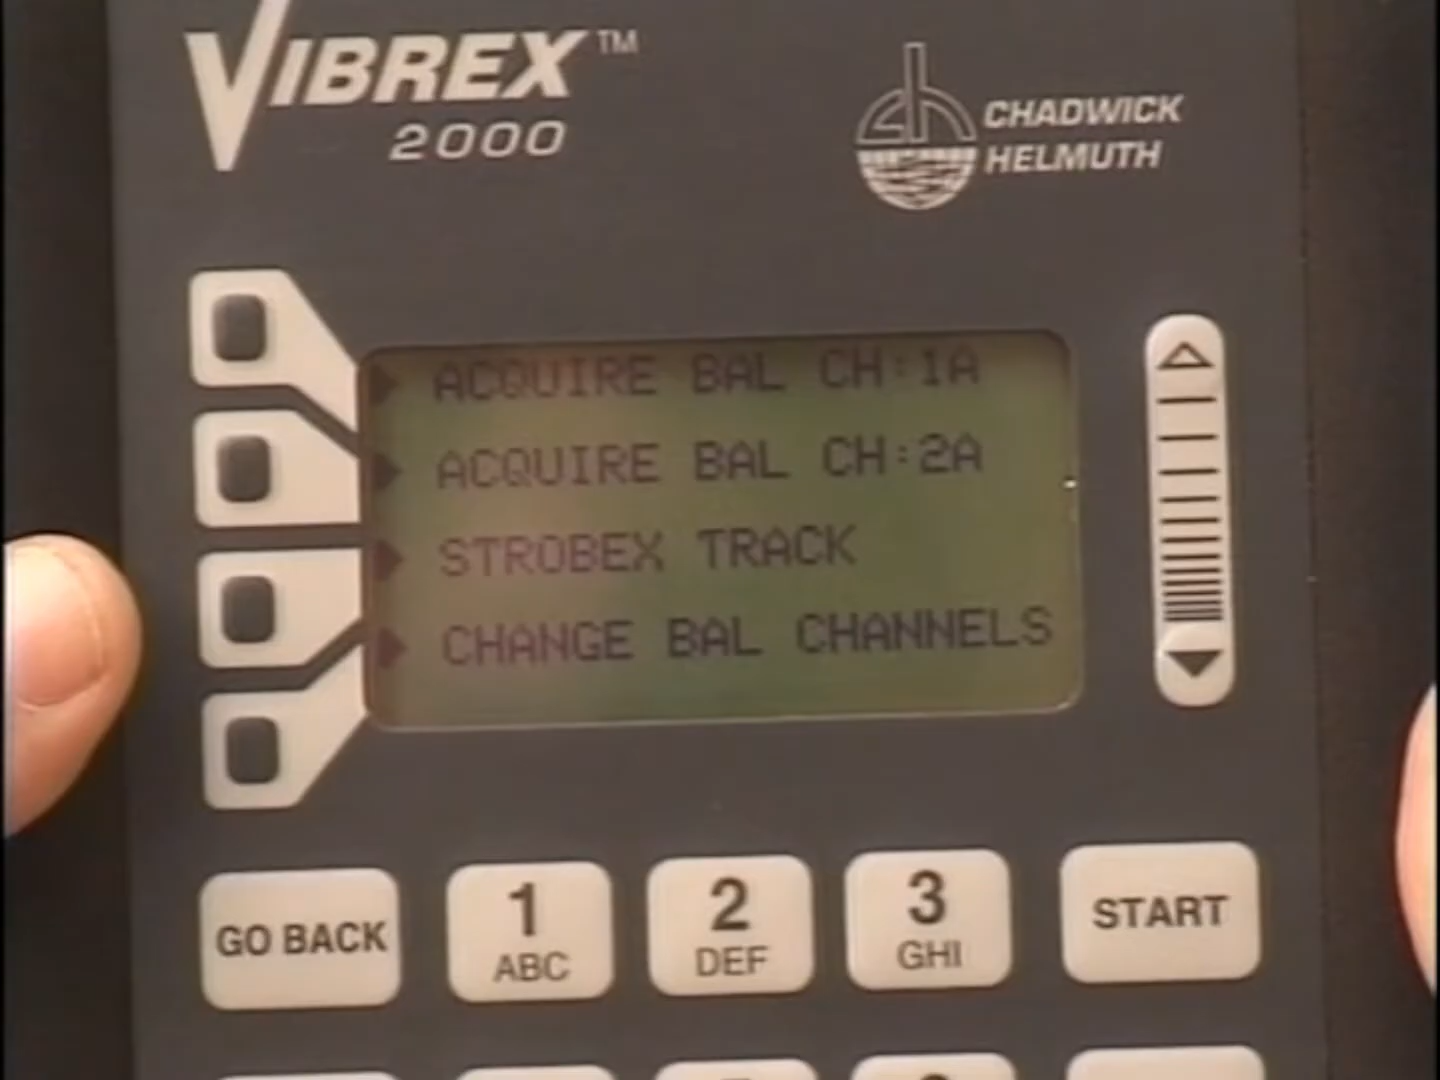 VIBREX™
2000
CHADWICK
HELMUTH
ACQUIRE BAL CH:1A
ACQUIRE BAL CH:2A
STROBEX TRACK
CHANGE BAL CHANNELS
GO BACK
1
ABC
2
DEF
3
GHI
START